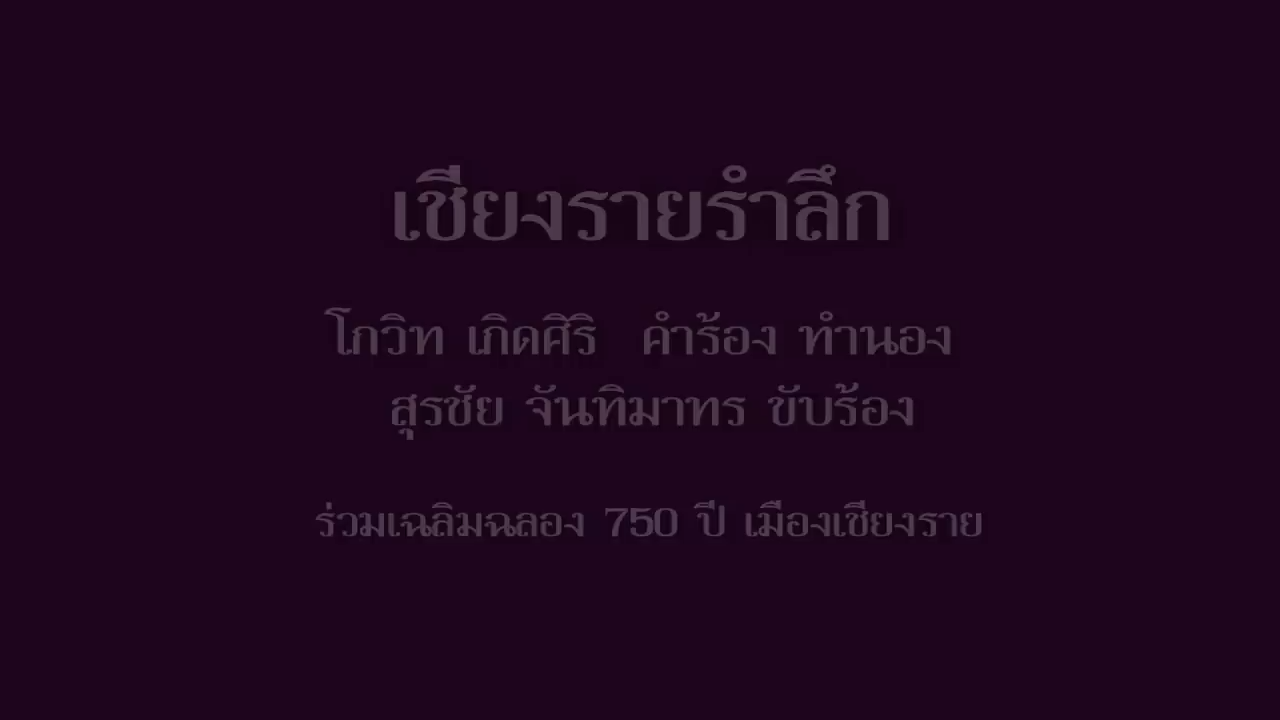 เชียงรายรำลึก
โกวิท เกิดศิริ คำร้อง ทำนอง
สุรชัย จันทิมาทร ขับร้อง
ร่วมเฉลิมฉลอง 750 ปี เมืองเชียงราย